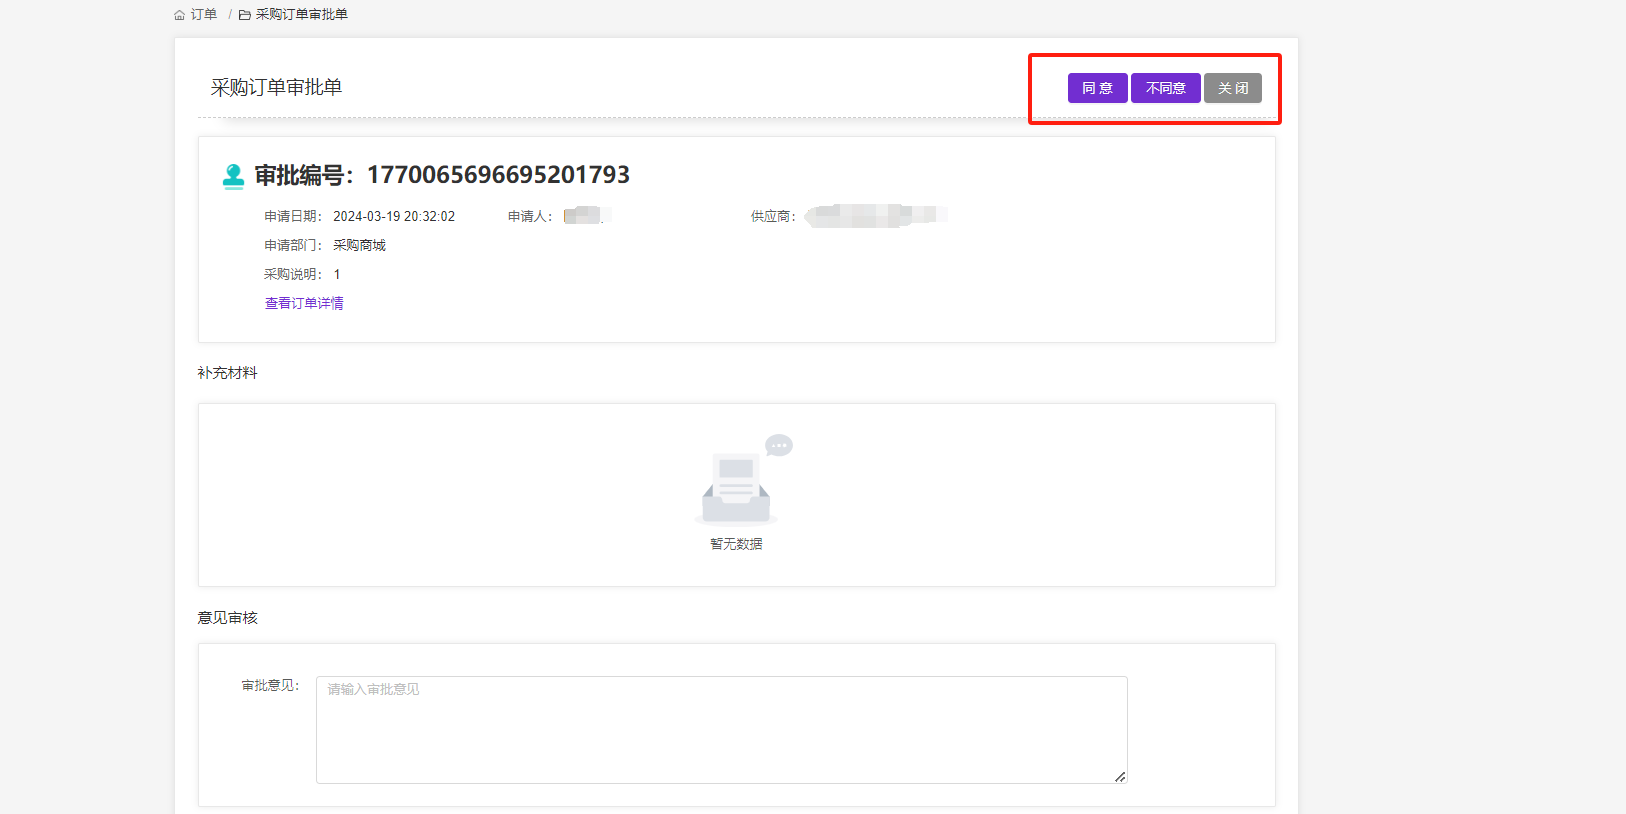 订单 / 采购订单审批单
采购订单审批单
同 意 不同意 关 闭
审批编号：1770065696695201793
申请日期： 2024-03-19 20:32:02 申请人： 供应商：
申请部门： 采购商城
采购说明： 1
查看订单详情
补充材料
暂无数据
意见审核
审批意见：
请输入审批意见